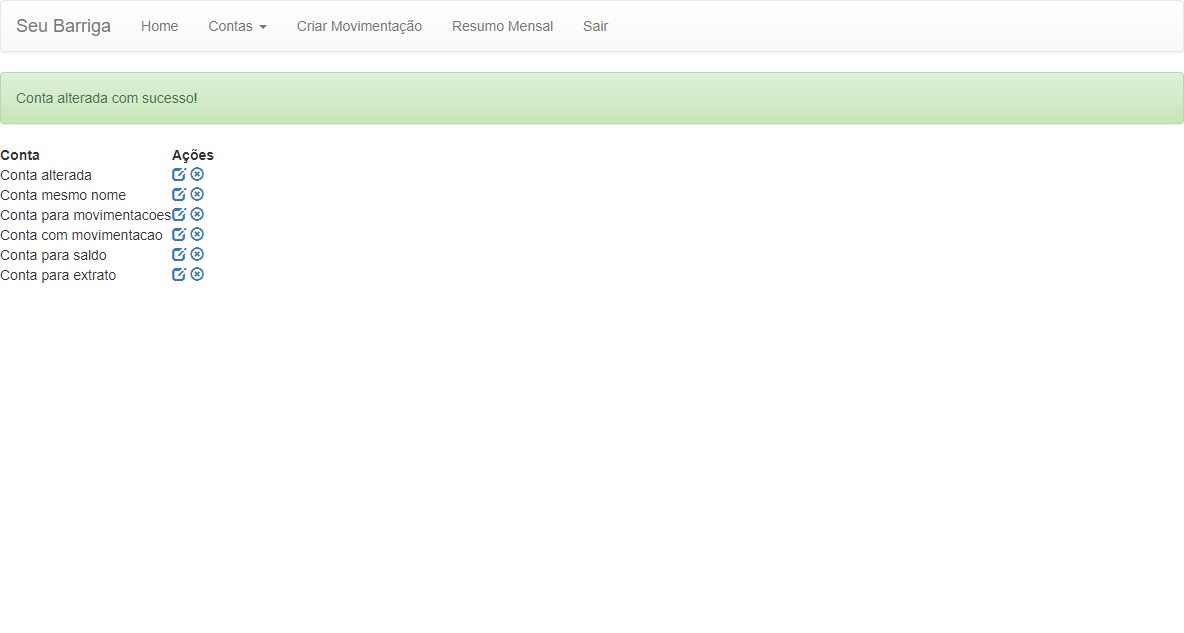 Seu Barriga Home Contas Criar Movimentação Resumo Mensal Sair
Conta alterada com sucesso!
Conta Ações
Conta alterada
Conta mesmo nome
Conta para movimentacoes
Conta com movimentacao
Conta para saldo
Conta para extrato